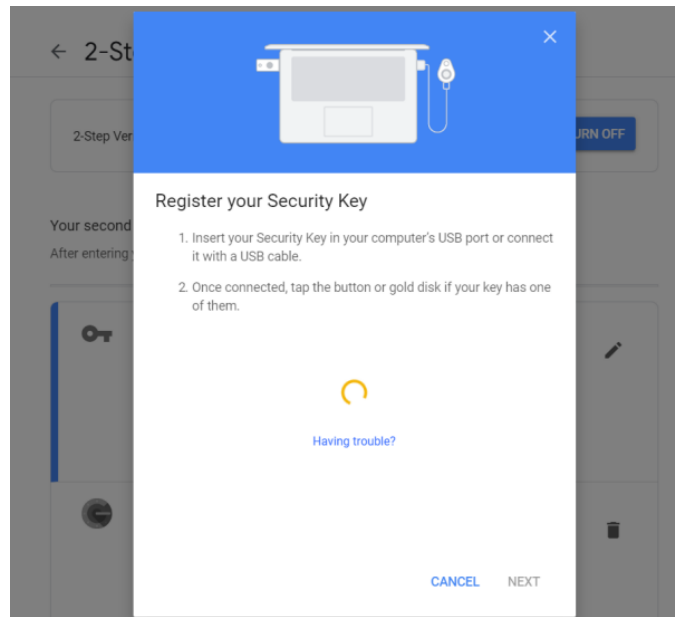 2-St
2-Step Ver
URN OFF
Your second
After entering
Register your Security Key
1. Insert your Security Key in your computer's USB port or connect
it with a USB cable.
2. Once connected, tap the button or gold disk if your key has one
of them.
Having trouble?
CANCEL NEXT